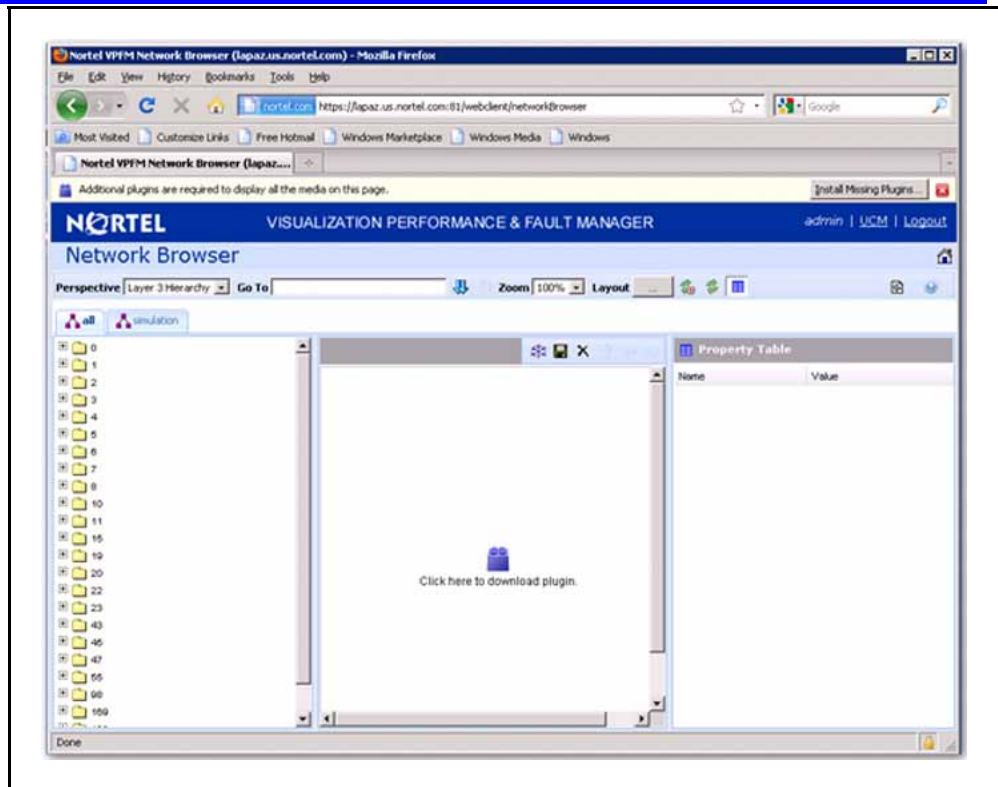 Nortel VPFM Network Browser (lapaz.us.nortel.com) - Mozilla Firefox
File Edit View History Bookmarks Tools Help
nortel.com https://lapaz.us.nortel.com:81/webclient/networkBrowser Google
Most Visited Customize Links Free Hotmail Windows Marketplace Windows Media Windows
Nortel VPFM Network Browser (lapaz....
Additional plugins are required to display all the media on this page. Install Missing Plugins...
NORTEL VISUALIZATION PERFORMANCE & FAULT MANAGER admin | UCM | Logout
Network Browser
Perspective Layer 3 Hierarchy Go To Zoom 100% Layout ...
all simulation
Property Table
Name Value
0
1
2
3
4
5
6
7
8
10
11
15
19
20
22
23
43
Click here to download plugin.
47
169
Done